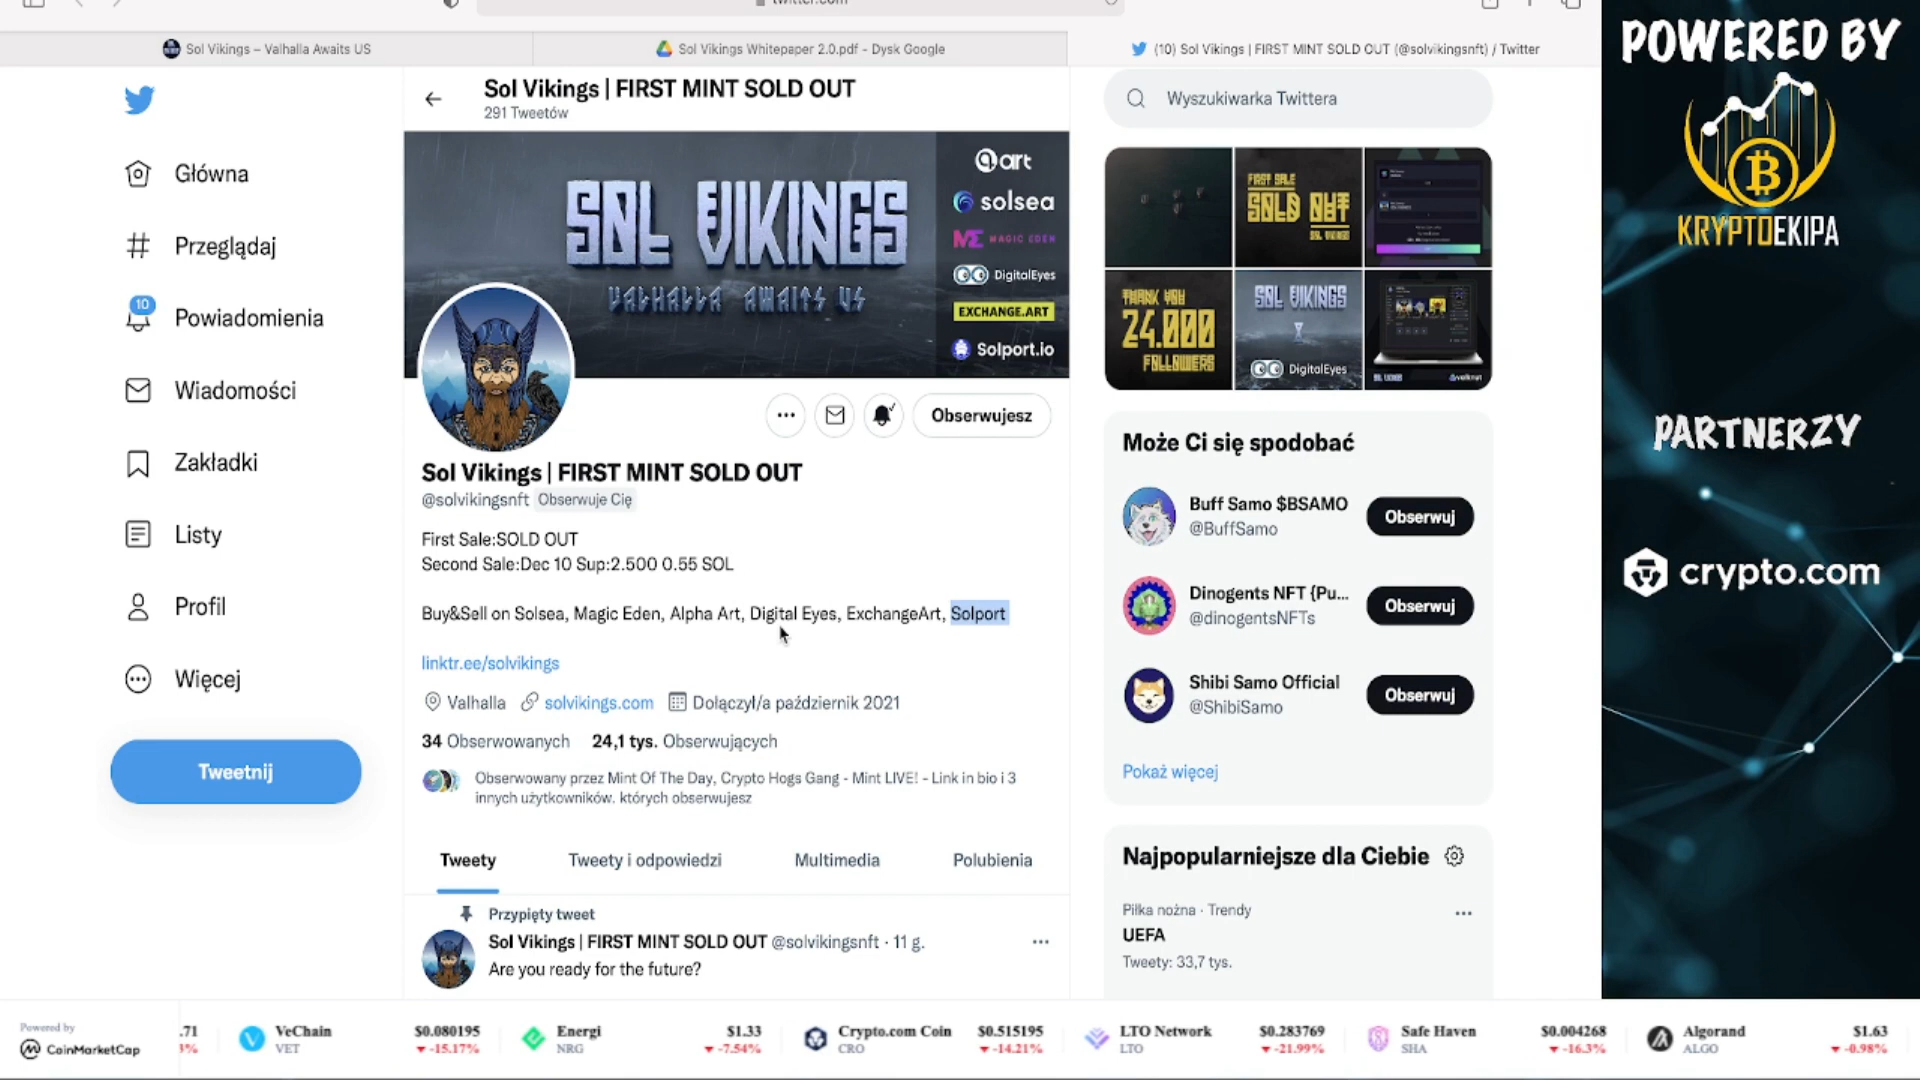 twitter.com
Sol Vikings – Valhalla Awaits US
Sol Vikings Whitepaper 2.0.pdf - Dysk Google
(10) Sol Vikings | FIRST MINT SOLD OUT (@solvikingsnft) / Twitter
Główna
Przeglądaj
10
Powiadomienia
Wiadomości
Zakładki
Listy
Profil
Więcej
Tweetnij
Sol Vikings | FIRST MINT SOLD OUT
291 Tweetów
SOL VIKINGS
VALHALLA AWAITS US
art
solsea
ME MAGIC EDEN
DigitalEyes
EXCHANGE.ART
Solport.io
Obserwujesz
Sol Vikings | FIRST MINT SOLD OUT
@solvikingsnft Obserwuje Cię
First Sale:SOLD OUT
Second Sale:Dec 10 Sup:2.500 0.55 SOL
Buy&Sell on Solsea, Magic Eden, Alpha Art, Digital Eyes, ExchangeArt, Solport
linktr.ee/solvikings
Valhalla solvikings.com Dołączył/a październik 2021
34 Obserwowanych 24,1 tys. Obserwujących
Obserwowany przez Mint Of The Day, Crypto Hogs Gang - Mint LIVE! - Link in bio i 3
innych użytkowników, których obserwujesz
Tweety Tweety i odpowiedzi Multimedia Polubienia
Przypięty tweet
Sol Vikings | FIRST MINT SOLD OUT @solvikingsnft · 11 g.
Are you ready for the future?
Wyszukiwarka Twittera
FIRST SALE
SOLD OUT
SOL VIKINGS
THANK YOU
24.000
FOLLOWERS
SOL VIKINGS
DigitalEyes
Może Ci się spodobać
Buff Samo $BSAMO
@BuffSamo
Obserwuj
Dinogents NFT {Pu...
@dinogentsNFTs
Obserwuj
Shibi Samo Official
@ShibiSamo
Obserwuj
Pokaż więcej
Najpopularniejsze dla Ciebie
Piłka nożna · Trendy
UEFA
Tweety: 33,7 tys.
POWERED BY
KRYPTOEKIPA
PARTNERZY
crypto.com
Powered by
CoinMarketCap
.71
VeChain $0.080195
VET -15.17%
Energi $1.33
NRG -7.54%
Crypto.com Coin $0.515195
CRO -14.21%
LTO Network $0.283769
LTO -21.99%
Safe Haven $0.004268
SHA -16.3%
Algorand $1.63
ALGO -0.98%